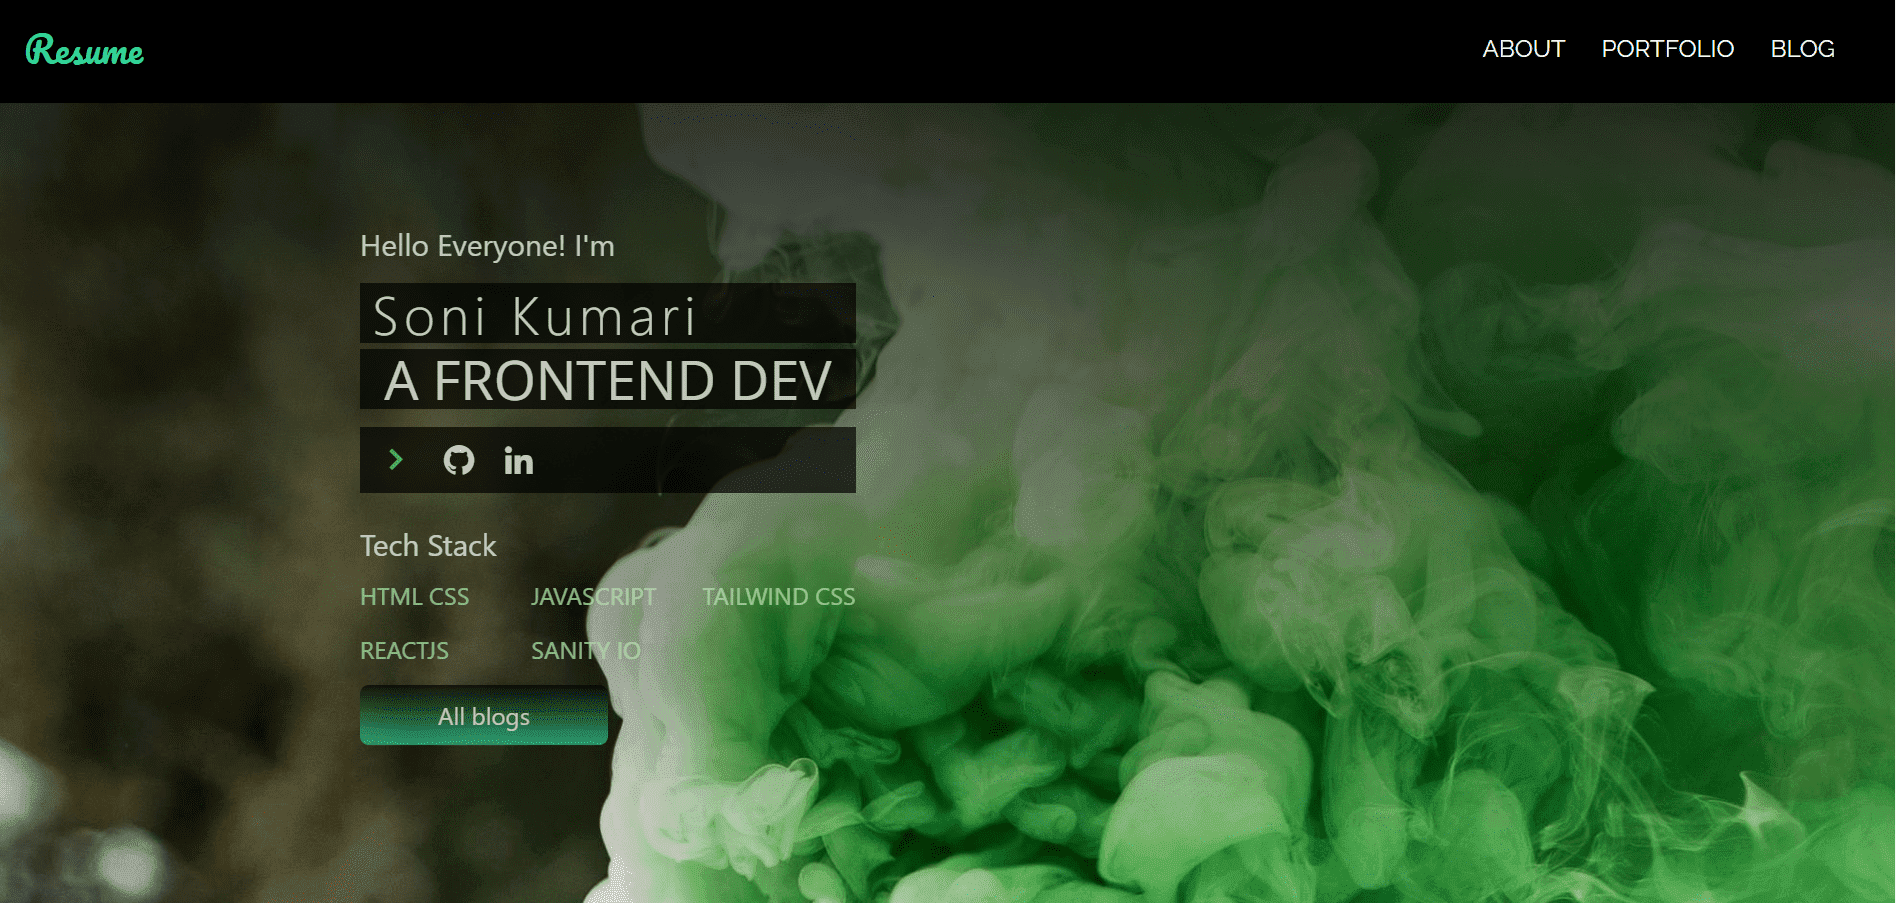 Resume
ABOUT PORTFOLIO BLOG
Hello Everyone! I'm
Soni Kumari
A FRONTEND DEV
in
Tech Stack
HTML CSS JAVASCRIPT TAILWIND CSS
REACTJS SANITY IO
All blogs